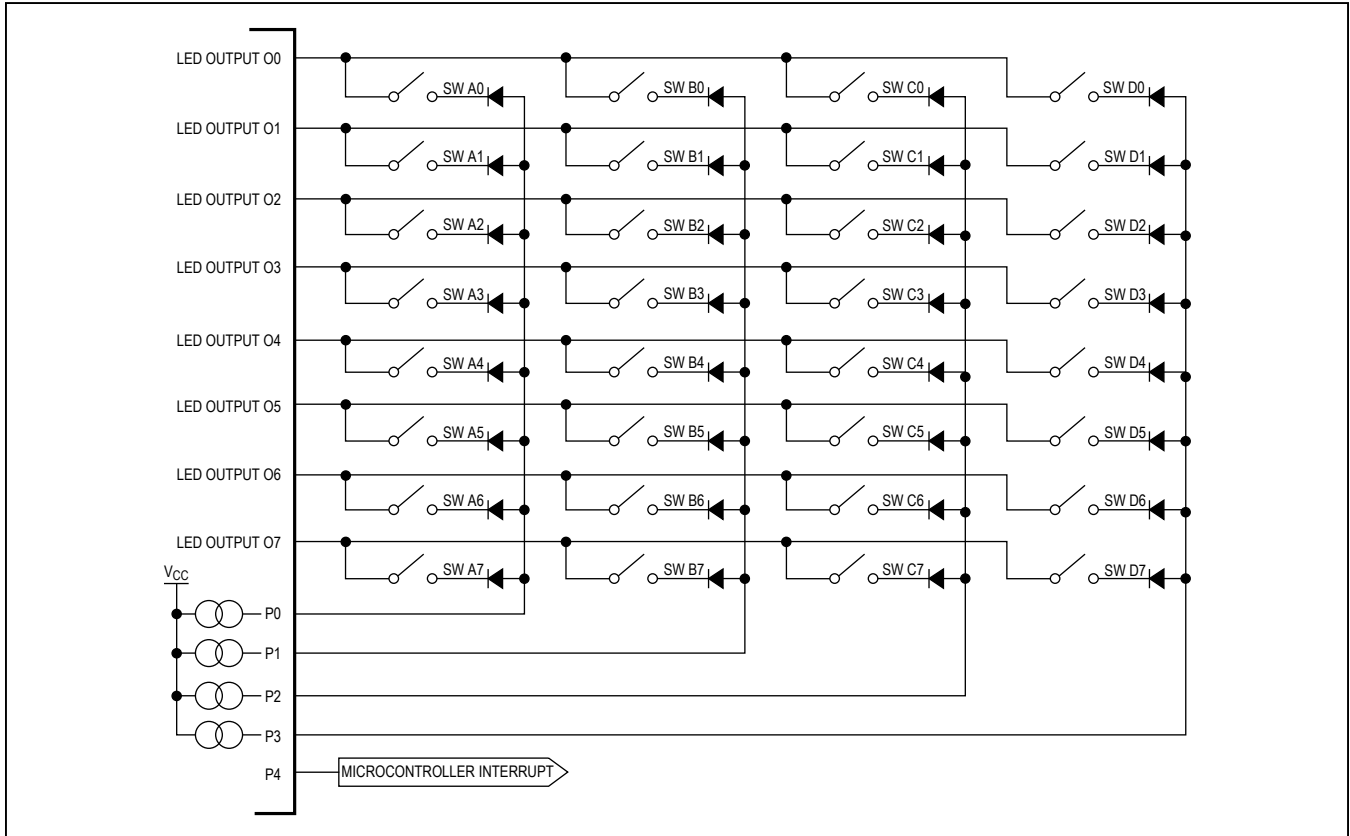 LED OUTPUT O0
SW A0 SW B0 SW C0 SW D0
LED OUTPUT O1
SW A1 SW B1 SW C1 SW D1
LED OUTPUT O2
SW A2 SW B2 SW C2 SW D2
LED OUTPUT O3
SW A3 SW B3 SW C3 SW D3
LED OUTPUT O4
SW A4 SW B4 SW C4 SW D4
LED OUTPUT O5
SW A5 SW B5 SW C5 SW D5
LED OUTPUT O6
SW A6 SW B6 SW C6 SW D6
LED OUTPUT O7
SW A7 SW B7 SW C7 SW D7
VCC
P0
P1
P2
P3
P4 MICROCONTROLLER INTERRUPT